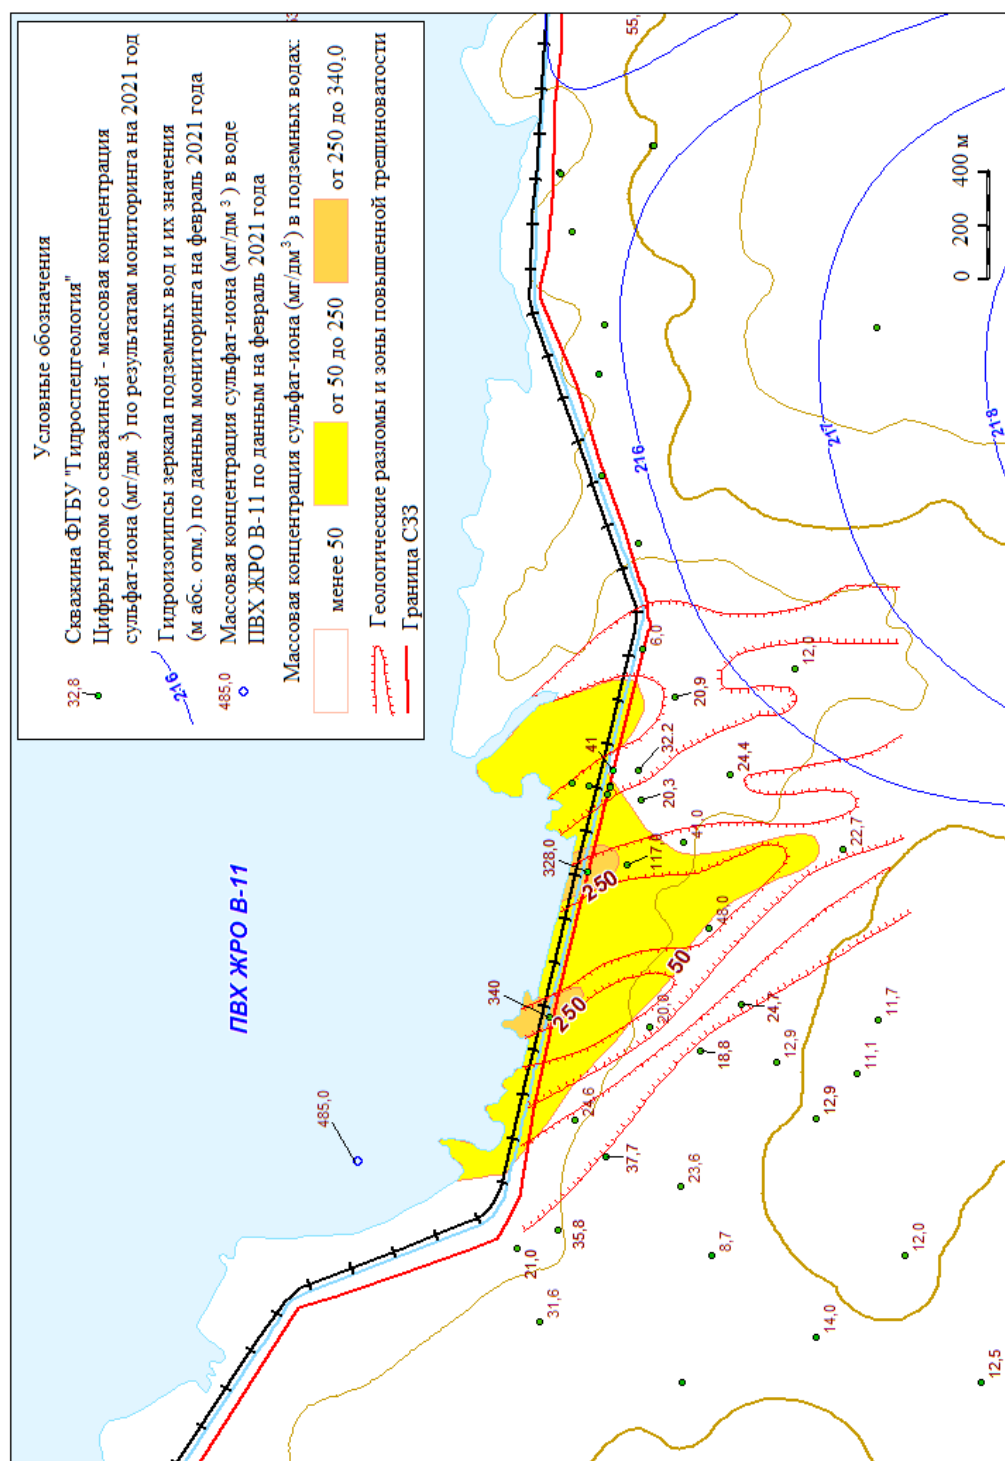 Условные обозначения
32,8
Скважина ФГБУ "Гидроспецгеология"
Цифры рядом со скважиной - массовая концентрация
сульфат-иона (мг/дм ³) по результатам мониторинга на 2021 год
216
Гидроизогипсы зеркала подземных вод и их значения
(м абс. отм.) по данным мониторинга на февраль 2021 года
485,0
Массовая концентрация сульфат-иона (мг/дм ³ ) в воде
ПВХ ЖРО В-11 по данным на февраль 2021 года
Массовая концентрация сульфат-иона (мг/дм³) в подземных водах:
менее 50
от 50 до 250
от 250 до 340,0
Геологические разломы и зоны повышенной трещиноватости
Граница СЗЗ
ПВХ ЖРО В-11
485,0
340
328,0
41
250
250
50
6,0
20,9
12,0
32,2
20,3
24,4
41,0
22,7
48,0
20,8
24,7
18,8
12,9
11,7
11,1
12,9
24,6
37,7
23,6
35,8
21,0
8,7
12,0
31,6
14,0
12,5
216
217
218
55,
0
200
400 м